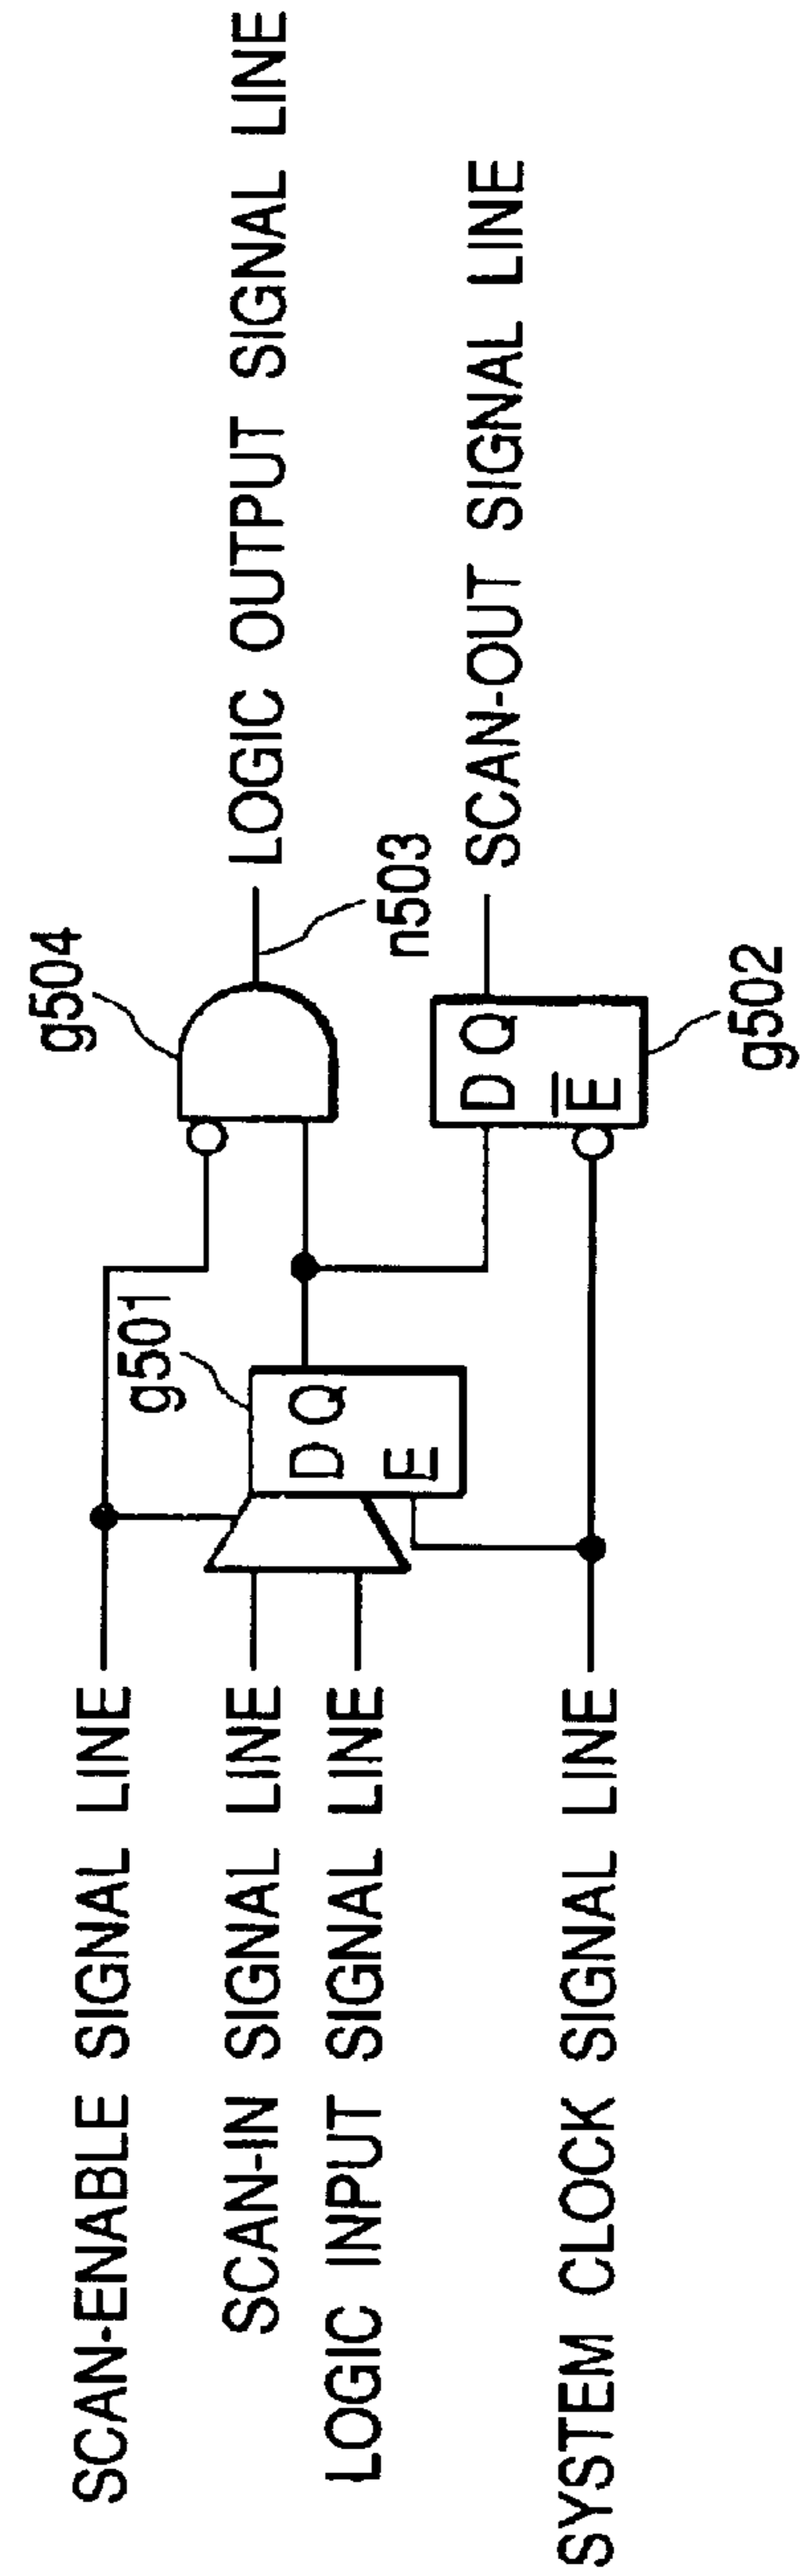 SCAN-ENABLE SIGNAL LINE
SCAN-IN SIGNAL LINE
LOGIC INPUT SIGNAL LINE
SYSTEM CLOCK SIGNAL LINE
g501
D Q
E
g504
n503
D Q
E̅
g502
LOGIC OUTPUT SIGNAL LINE
SCAN-OUT SIGNAL LINE